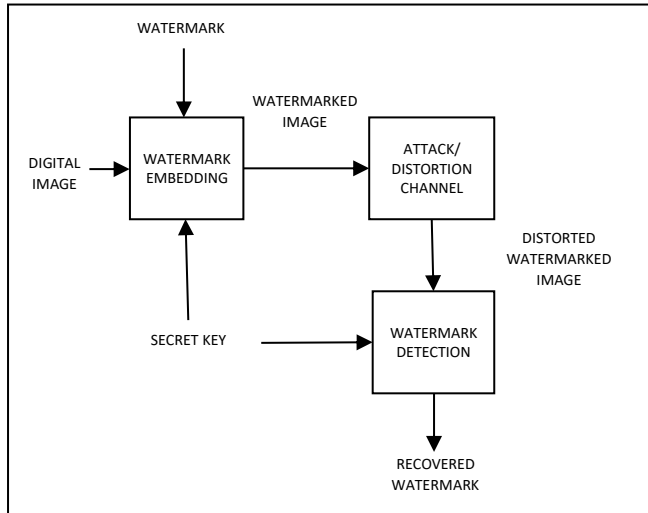 WATERMARK
WATERMARKED
IMAGE
DIGITAL
IMAGE
WATERMARK
EMBEDDING
ATTACK/
DISTORTION
CHANNEL
DISTORTED
WATERMARKED
IMAGE
SECRET KEY
WATERMARK
DETECTION
RECOVERED
WATERMARK